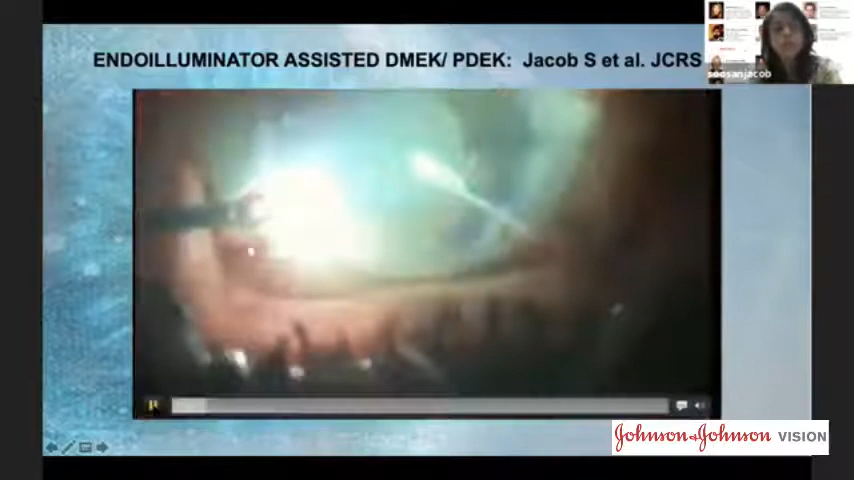 ENDOILLUMINATOR ASSISTED DMEK/ PDEK: Jacob S et al. JCRS
soosanjacob
Johnson & Johnson VISION